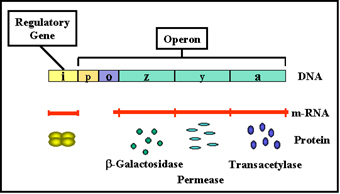 Regulatory
Gene
Operon
i p o z y a DNA
m-RNA
Protein
β-Galactosidase Transacetylase
Permease